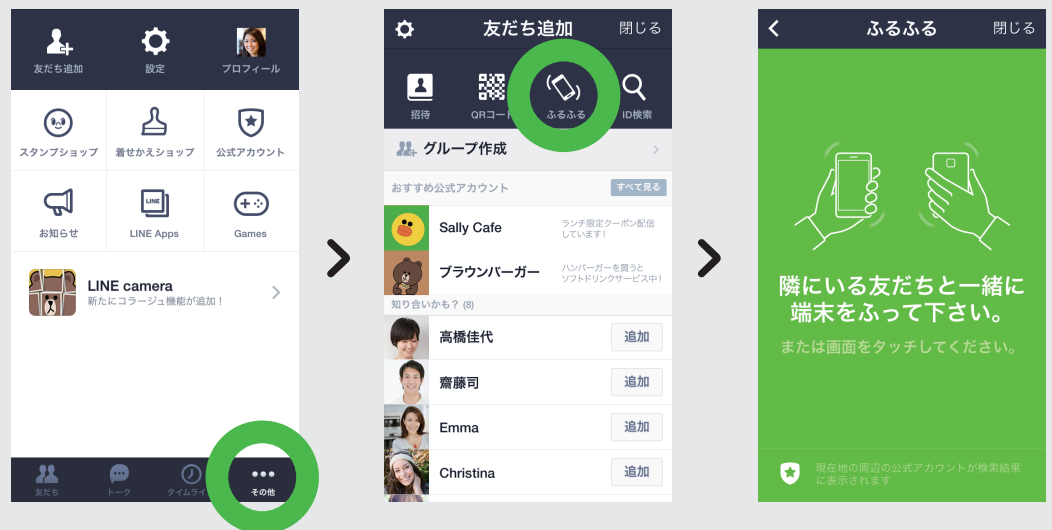 友だち追加
設定
プロフィール
スタンプショップ
着せかえショップ
公式アカウント
お知らせ
LINE
LINE Apps
Games
LINE camera
新たにコラージュ機能が追加！
友だち
トーク
タイムライ
その他
友だち追加
閉じる
招待
QRコード
ふるふる
ID検索
グループ作成
おすすめ公式アカウント
すべて見る
Sally Cafe
ランチ限定クーポン配信
しています！
ブラウンバーガー
ハンバーガーを買うと
ソフトドリンクサービス中！
知り合いかも？ (8)
高橋佳代
追加
齋藤司
追加
Emma
追加
Christina
追加
ふるふる
閉じる
隣にいる友だちと一緒に
端末をふって下さい。
または画面をタッチしてください。
現在地の周辺の公式アカウントが検索結果
に表示されます